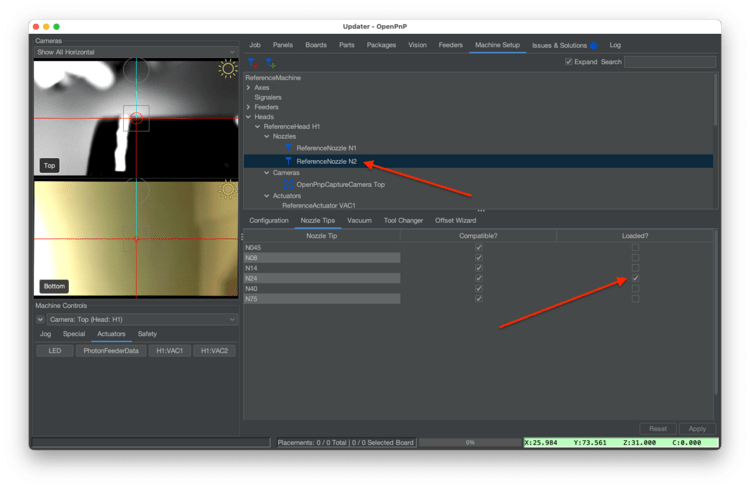 Updater - OpenPnP
Cameras
Show All Horizontal
Top
Bottom
Machine Controls
Camera: Top (Head: H1)
Jog Special Actuators Safety
LED PhotonFeederData H1:VAC1 H1:VAC2
Job Panels Boards Parts Packages Vision Feeders Machine Setup Issues & Solutions Log
Expand Search
ReferenceMachine
Axes
Signalers
Feeders
Heads
ReferenceHead H1
Nozzles
ReferenceNozzle N1
ReferenceNozzle N2
Cameras
OpenPnpCaptureCamera Top
Actuators
ReferenceActuator VAC1
Configuration Nozzle Tips Vacuum Tool Changer Offset Wizard
Nozzle Tip Compatible? Loaded?
N045
N08
N14
N24
N40
N75
Reset Apply
Placements: 0 / 0 Total | 0 / 0 Selected Board 0% X:25.984 Y:73.561 Z:31.000 C:0.000